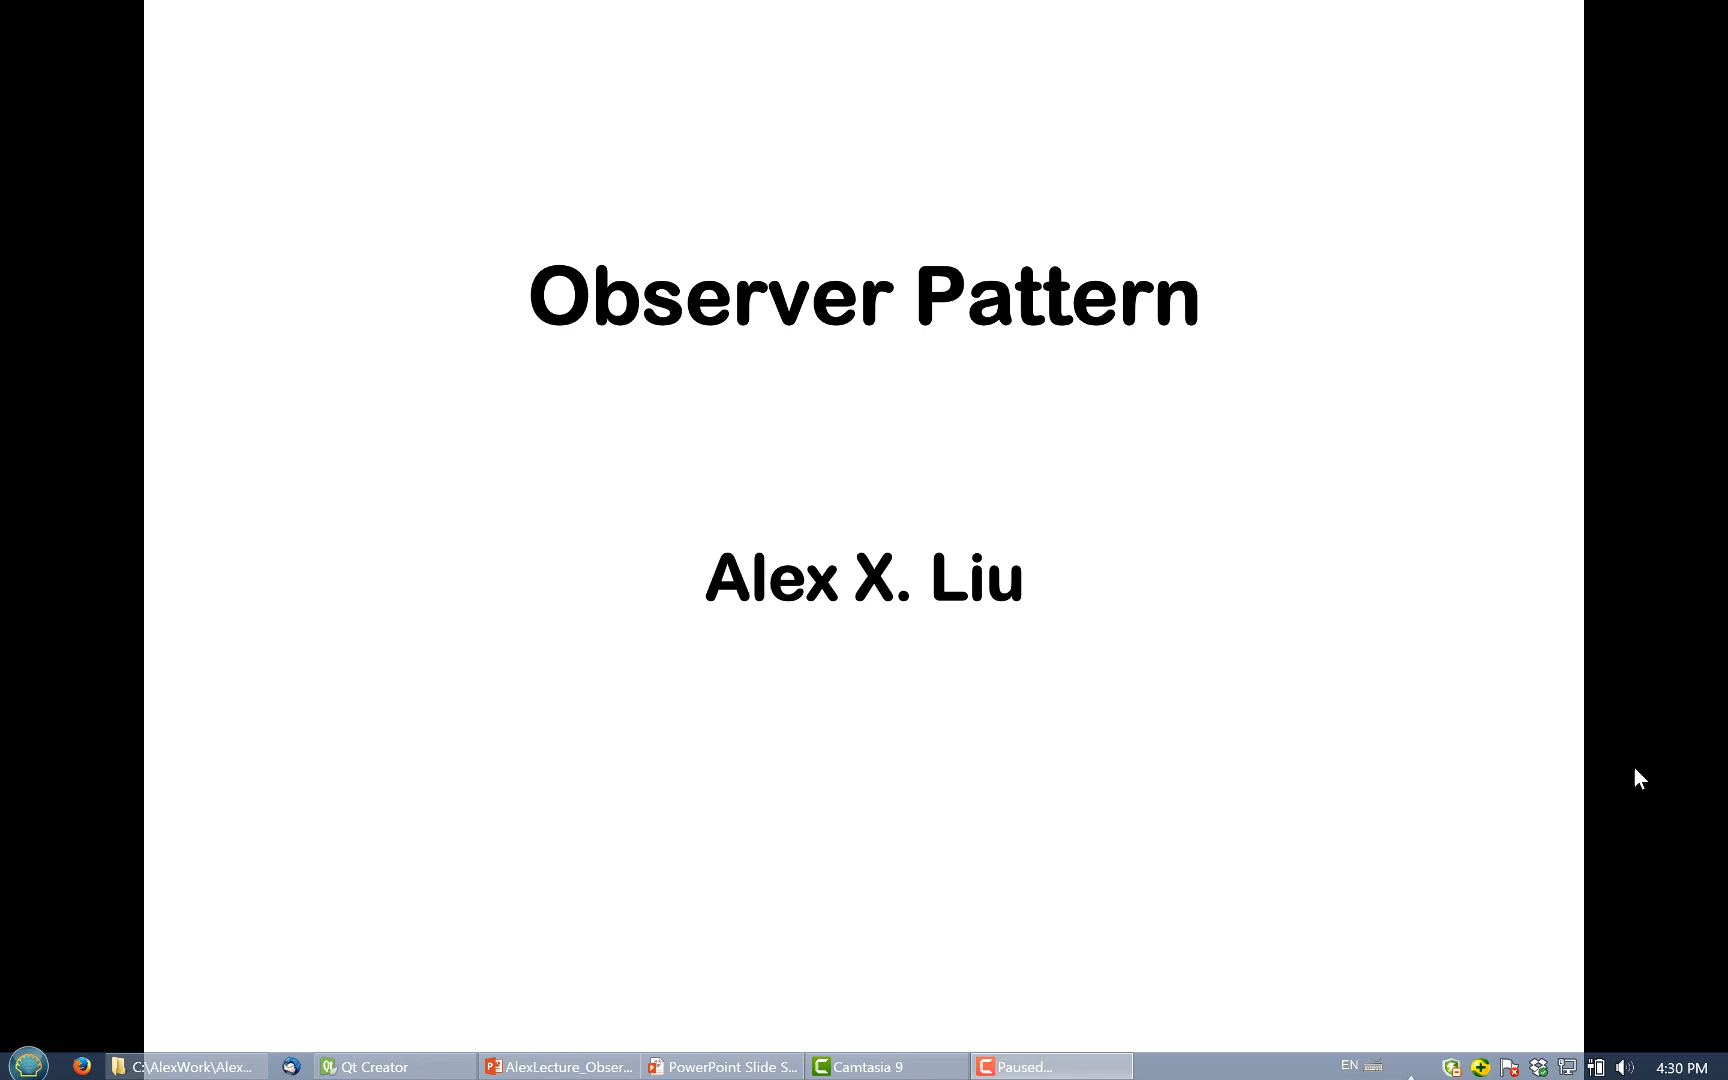 Observer Pattern
Alex X. Liu
C:\AlexWork\Alex...
Qt Creator
AlexLecture_Obser...
PowerPoint Slide S...
Camtasia 9
Paused...
EN
4:30 PM